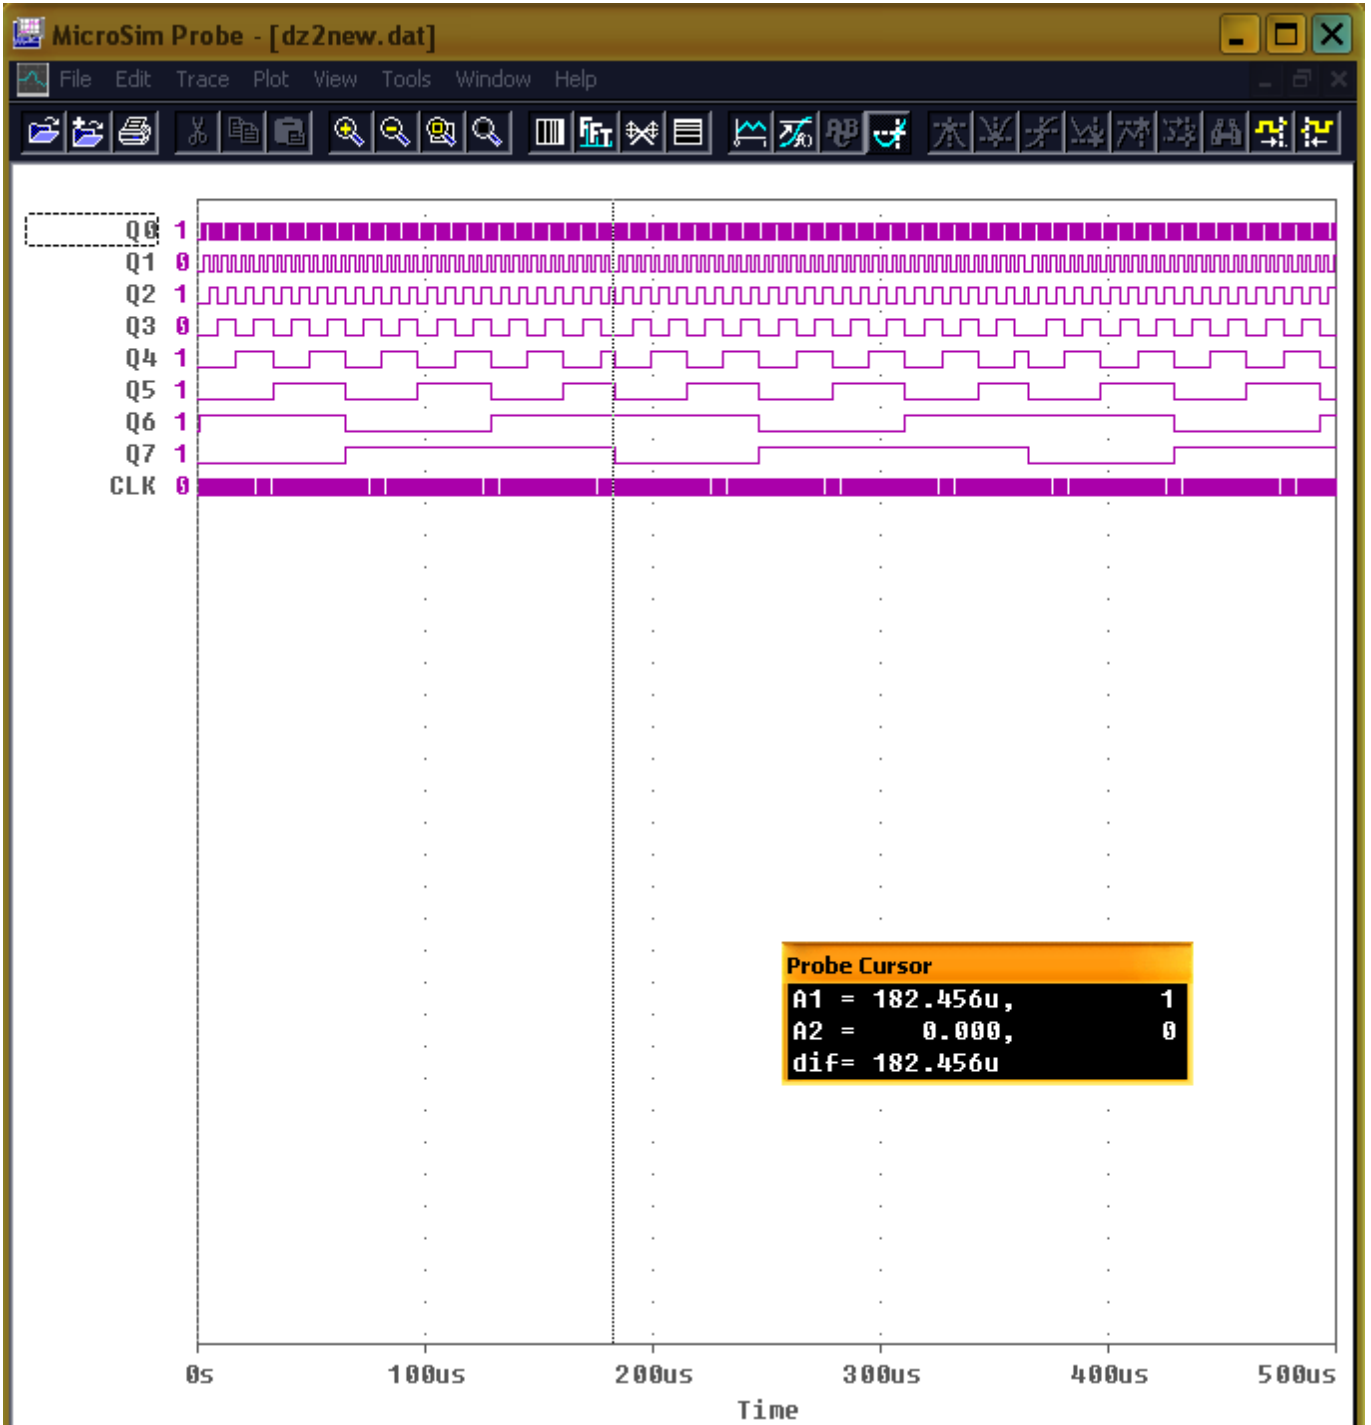 MicroSim Probe - [dz2new.dat]
File Edit Trace Plot View Tools Window Help
Q0 1
Q1 0
Q2 1
Q3 0
Q4 1
Q5 1
Q6 1
Q7 1
CLK 0
Probe Cursor
A1 = 182.456u, 1
A2 = 0.000, 0
dif= 182.456u
0s 100us 200us 300us 400us 500us
Time